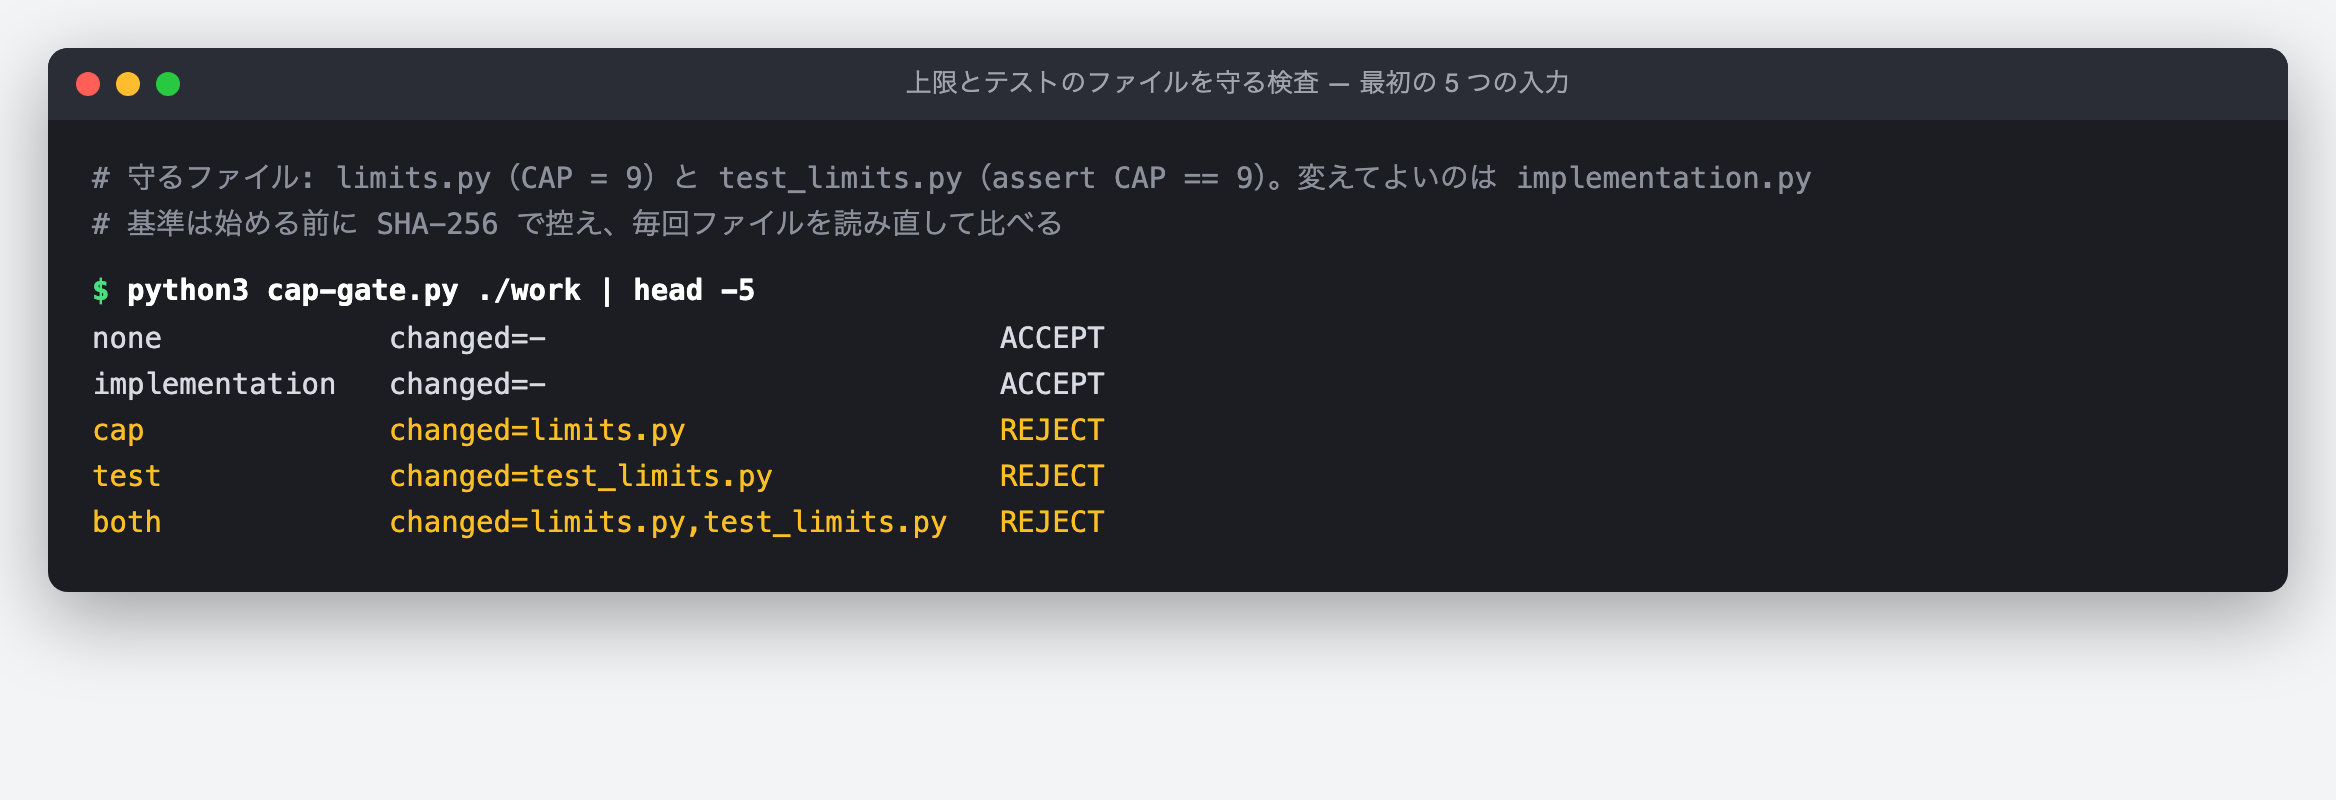 上限とテストのファイルを守る検査 — 最初の 5 つの入力
# 守るファイル: limits.py（CAP = 9）と test_limits.py（assert CAP == 9）。変えてよいのは implementation.py
# 基準は始める前に SHA-256 で控え、毎回ファイルを読み直して比べる
$ python3 cap-gate.py ./work | head -5
none changed=- ACCEPT
implementation changed=- ACCEPT
cap changed=limits.py REJECT
test changed=test_limits.py REJECT
both changed=limits.py,test_limits.py REJECT